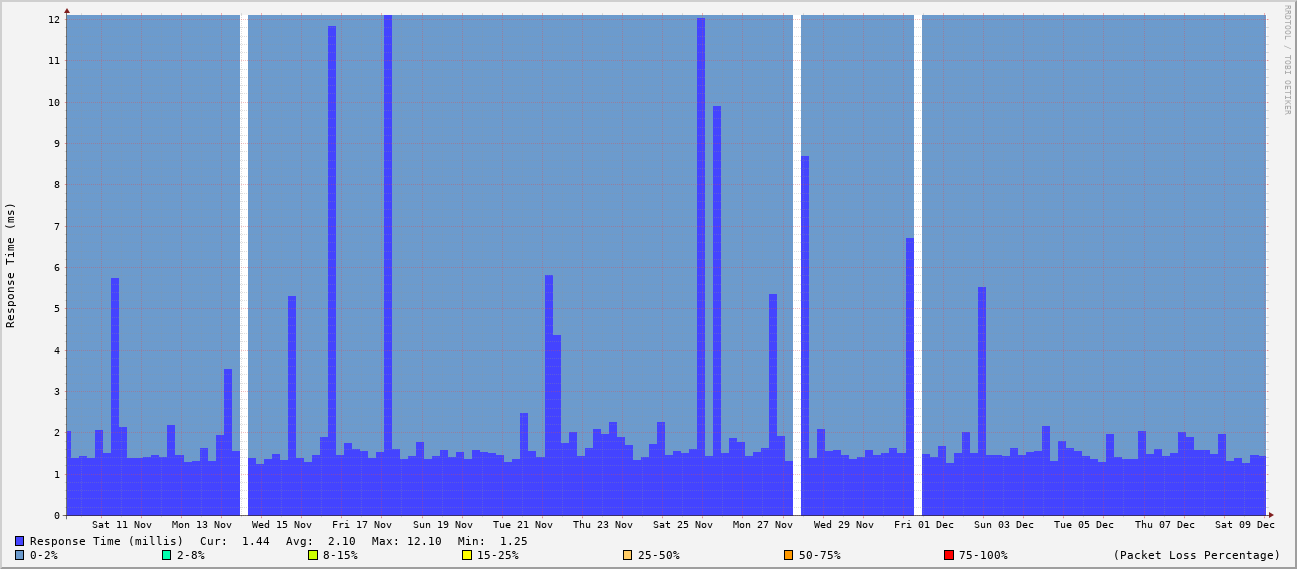 RRDTOOL / TOBI OETIKER
Response Time (ms)
12
11
10
9
8
7
6
5
4
3
2
1
0
Sat 11 Nov Mon 13 Nov Wed 15 Nov Fri 17 Nov Sun 19 Nov Tue 21 Nov Thu 23 Nov Sat 25 Nov Mon 27 Nov Wed 29 Nov Fri 01 Dec Sun 03 Dec Tue 05 Dec Thu 07 Dec Sat 09 Dec
Response Time (millis) Cur: 1.44 Avg: 2.10 Max: 12.10 Min: 1.25
0-2% 2-8% 8-15% 15-25% 25-50% 50-75% 75-100% (Packet Loss Percentage)